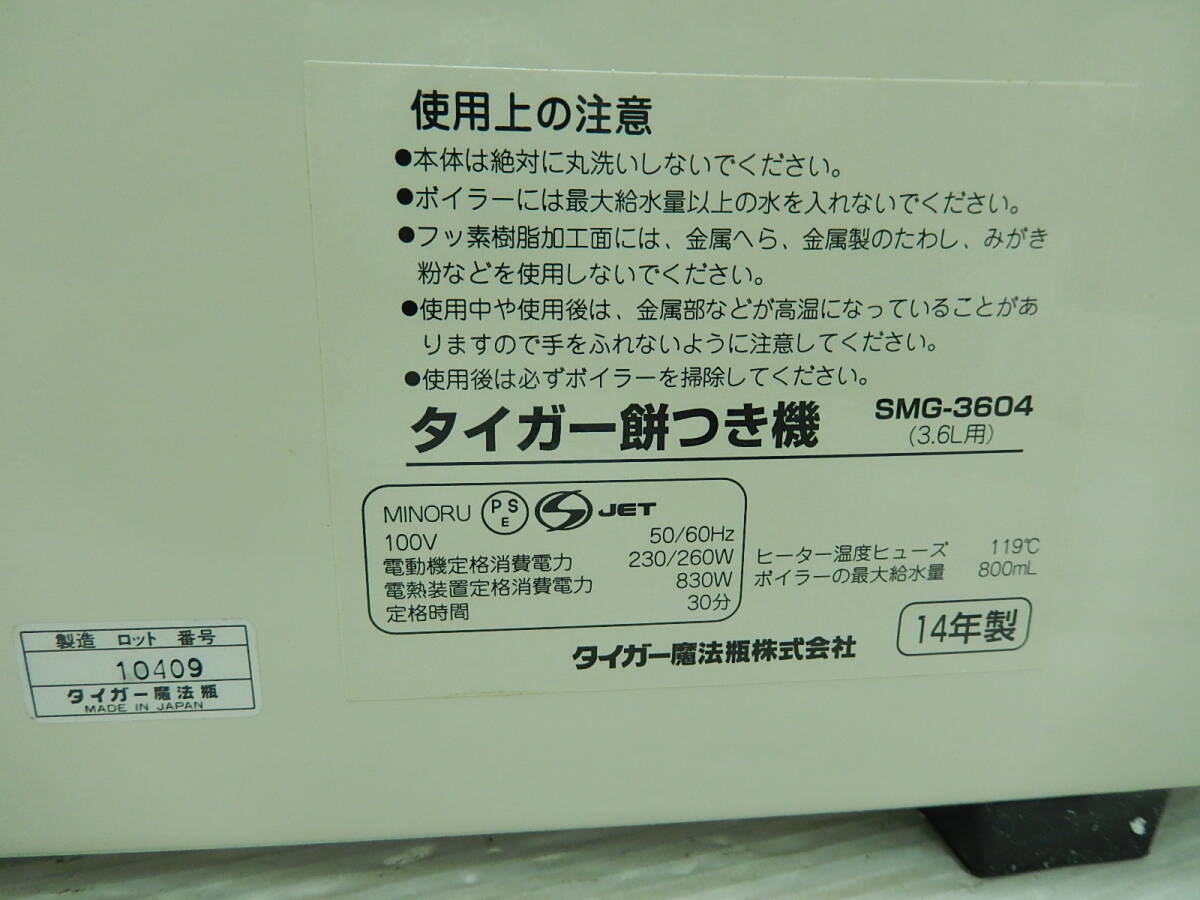 使用上の注意
●本体は絶対に丸洗いしないでください。
●ボイラーには最大給水量以上の水を入れないでください。
●フッ素樹脂加工面には、金属へら、金属製のたわし、みがき
粉などを使用しないでください。
●使用中や使用後は、金属部などが高温になっていることがあ
りますので手をふれないように注意してください。
●使用後は必ずボイラーを掃除してください。
タイガー餅つき機 SMG-3604
(3.6L用)
MINORU PSE JET
100V 50/60Hz
電動機定格消費電力 230/260W
電熱装置定格消費電力 830W
定格時間 30分
ヒーター温度ヒューズ 119℃
ボイラーの最大給水量 800mL
14年製
タイガー魔法瓶株式会社
製造 ロット 番号
10409
タイガー魔法瓶
MADE IN JAPAN